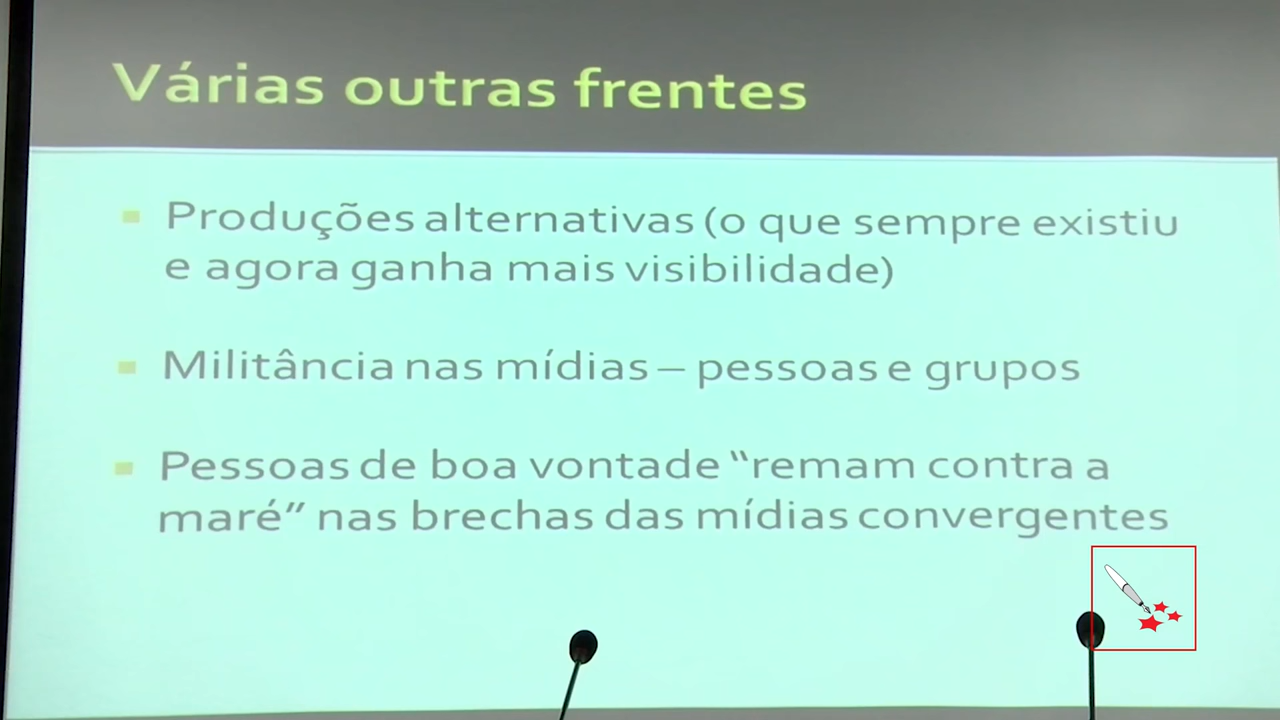 Várias outras frentes
Produções alternativas (o que sempre existiu
e agora ganha mais visibilidade)
Militância nas mídias – pessoas e grupos
Pessoas de boa vontade “remam contra a
maré” nas brechas das mídias convergentes